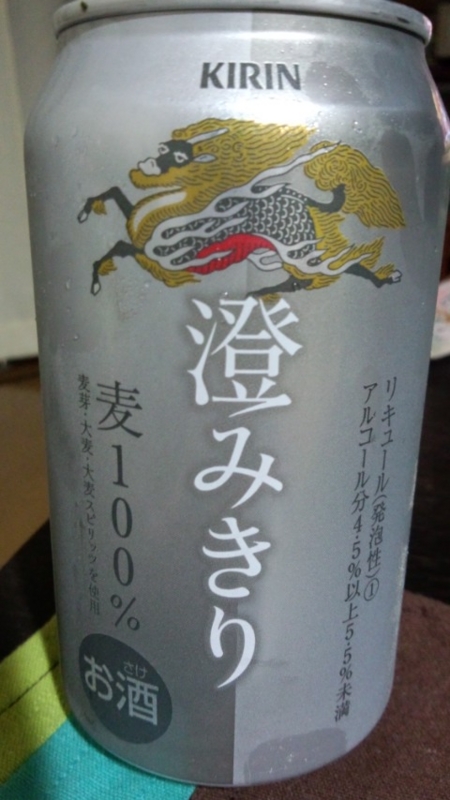 KIRIN
澄みきり
リキュール(発泡性)①
アルコール分4.5%以上5.5%未満
麦100%
麦芽・大麦・大麦スピリッツを使用
さけ
お酒